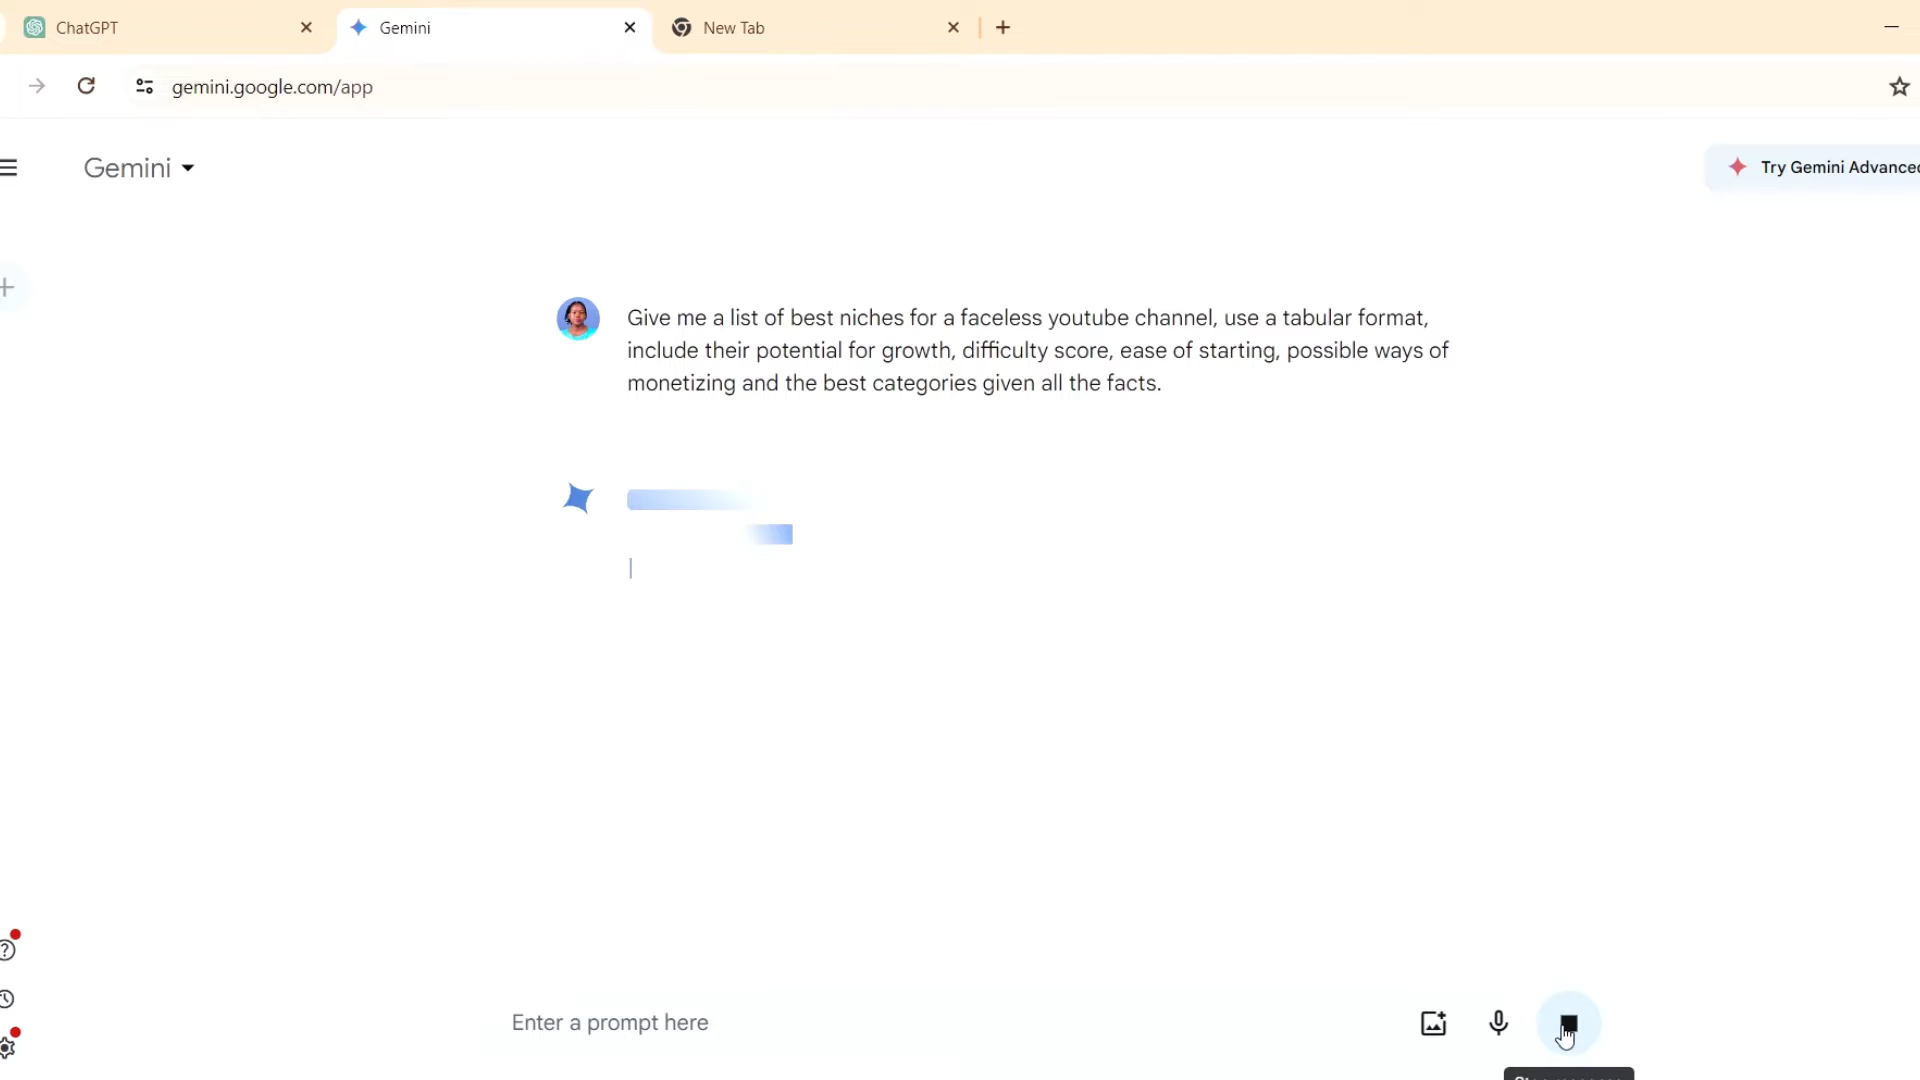 ChatGPT
Gemini
New Tab
gemini.google.com/app
Gemini
Try Gemini Advanced
Give me a list of best niches for a faceless youtube channel, use a tabular format,
include their potential for growth, difficulty score, ease of starting, possible ways of
monetizing and the best categories given all the facts.
Enter a prompt here